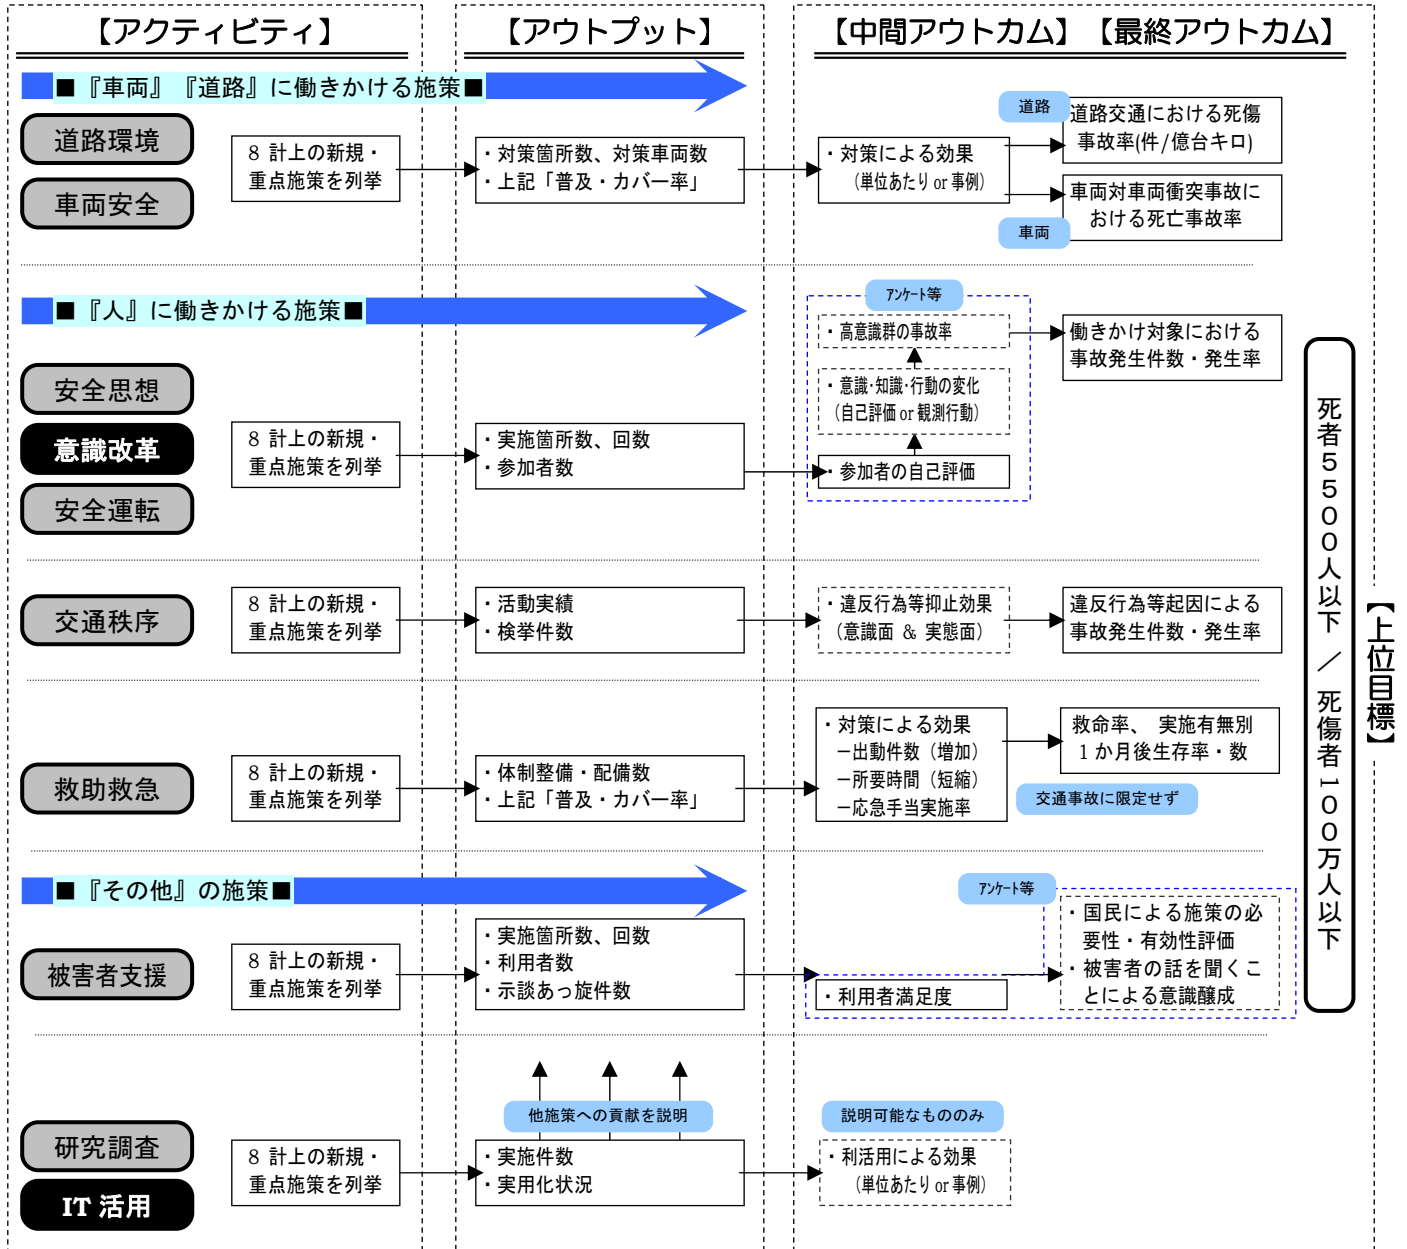 【アクティビティ】
【アウトプット】
【中間アウトカム】【最終アウトカム】
■『車両』『道路』に働きかける施策■
道路環境
車両安全
8 計上の新規・
重点施策を列挙
・対策箇所数、対策車両数
・上記「普及・カバー率」
・対策による効果
（単位あたり or 事例）
道路
道路交通における死傷
事故率(件/億台キロ)
車両対車両衝突事故に
おける死亡事故率
車両
■『人』に働きかける施策■
安全思想
意識改革
安全運転
8 計上の新規・
重点施策を列挙
・実施箇所数、回数
・参加者数
アンケート等
・高意識群の事故率
・意識・知識・行動の変化
（自己評価 or 観測行動）
・参加者の自己評価
働きかけ対象における
事故発生件数・発生率
交通秩序
8 計上の新規・
重点施策を列挙
・活動実績
・検挙件数
・違反行為等抑止効果
（意識面 & 実態面）
違反行為等起因による
事故発生件数・発生率
救助救急
8 計上の新規・
重点施策を列挙
・体制整備・配備数
・上記「普及・カバー率」
・対策による効果
－出動件数（増加）
－所要時間（短縮）
－応急手当実施率
救命率、 実施有無別
1 か月後生存率・数
交通事故に限定せず
■『その他』の施策■
被害者支援
8 計上の新規・
重点施策を列挙
・実施箇所数、回数
・利用者数
・示談あっ旋件数
・利用者満足度
アンケート等
・国民による施策の必
要性・有効性評価
・被害者の話を聞くこ
とによる意識醸成
研究調査
IT 活用
8 計上の新規・
重点施策を列挙
他施策への貢献を説明
・実施件数
・実用化状況
説明可能なもののみ
・利活用による効果
（単位あたり or 事例）
死者５５００人以下 ／ 死傷者１００万人以下
【上位目標】